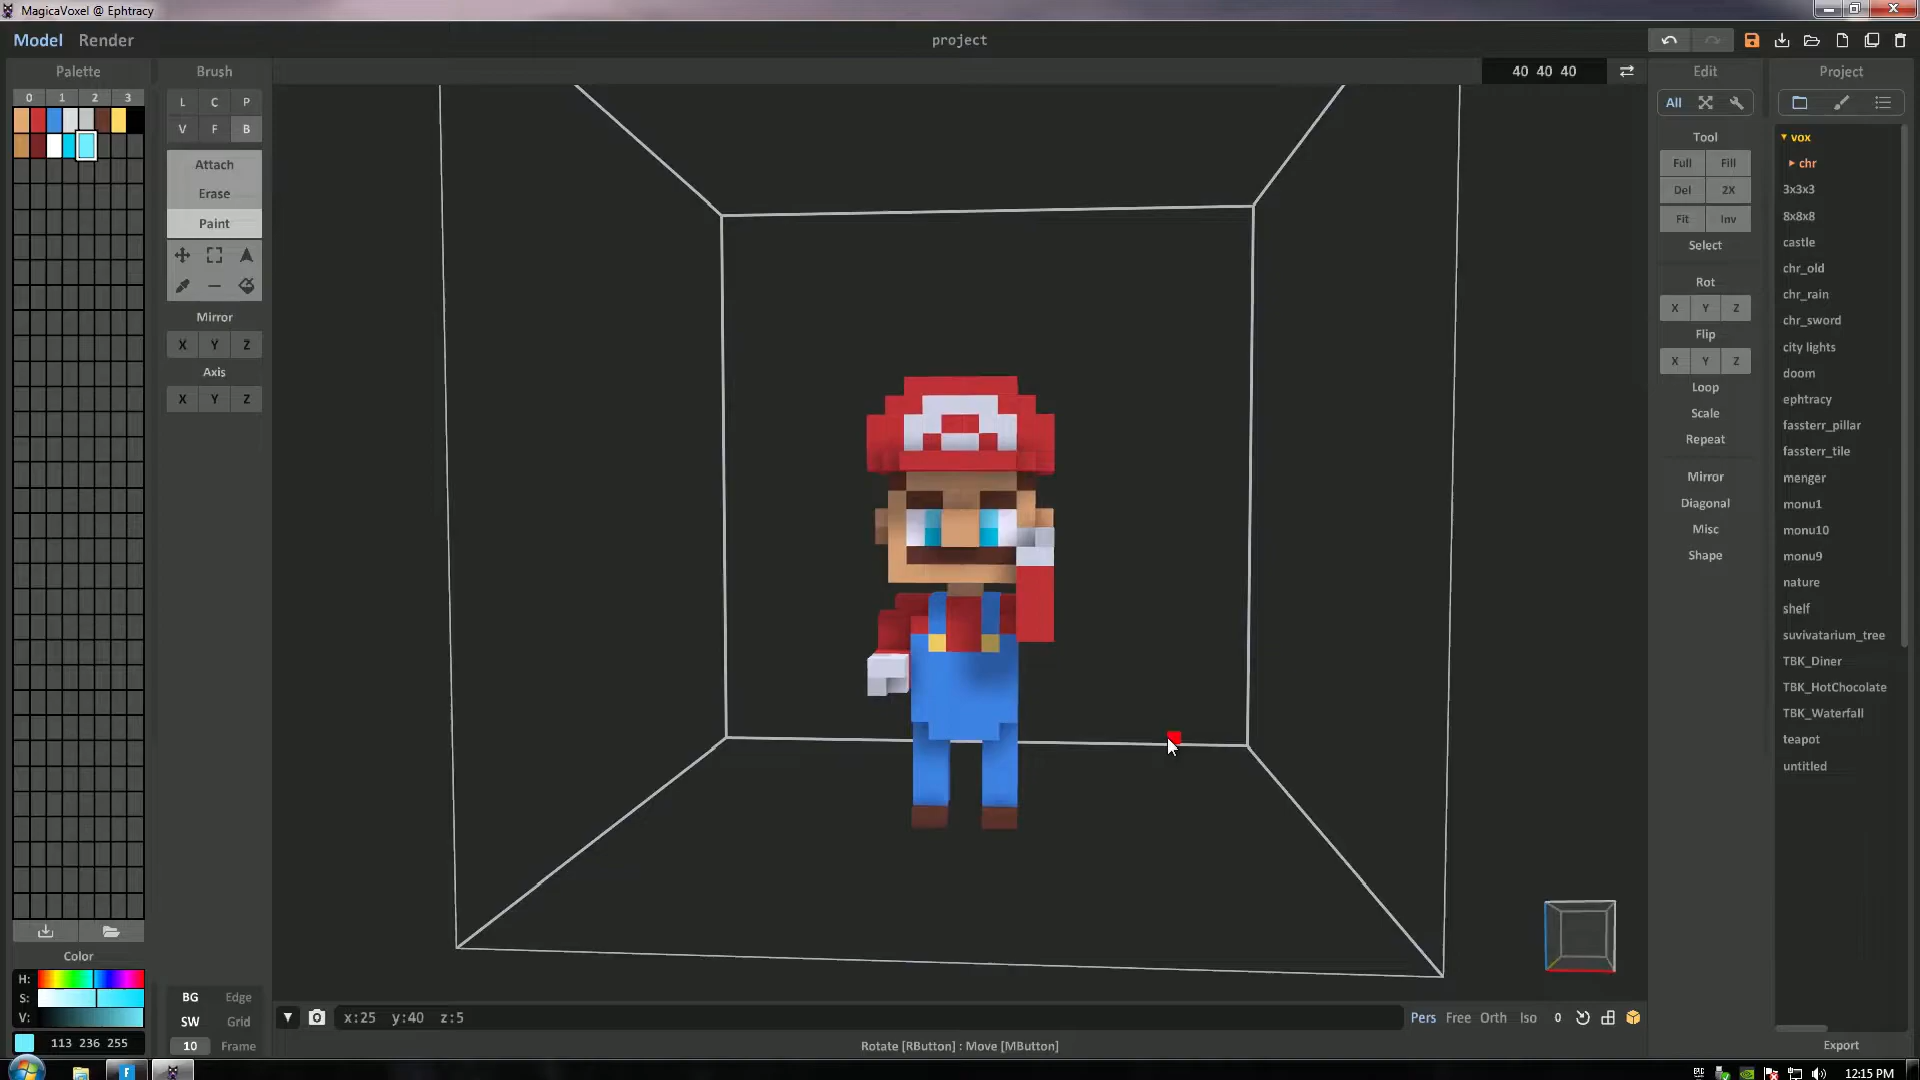 MagicaVoxel @ Ephtracy
Model Render
project
Palette
0 1 2 3
Color
H:
S:
V:
113 236 255
Brush
L C P
V F B
Attach
Erase
Paint
Mirror
X Y Z
Axis
X Y Z
BG Edge
SW Grid
10 Frame
40 40 40
x:25 y:40 z:5
Pers Free Orth Iso 0
Rotate [RButton] : Move [MButton]
Edit
All
Tool
Full Fill
Del 2X
Fit Inv
Select
Rot
X Y Z
Flip
X Y Z
Loop
Scale
Repeat
Mirror
Diagonal
Misc
Shape
Project
vox
chr
3x3x3
8x8x8
castle
chr_old
chr_rain
chr_sword
city lights
doom
ephtracy
fassterr_pillar
fassterr_tile
menger
monu1
monu10
monu9
nature
shelf
suvivatarium_tree
TBK_Diner
TBK_HotChocolate
TBK_Waterfall
teapot
untitled
Export
12:15 PM